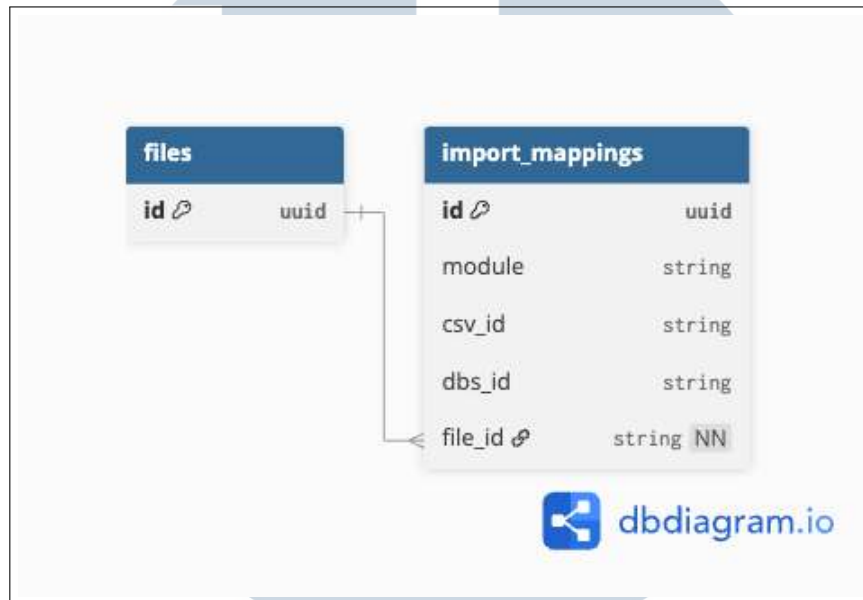 files
id uuid
import_mappings
id uuid
module string
csv_id string
dbs_id string
file_id string NN
dbdiagram.io